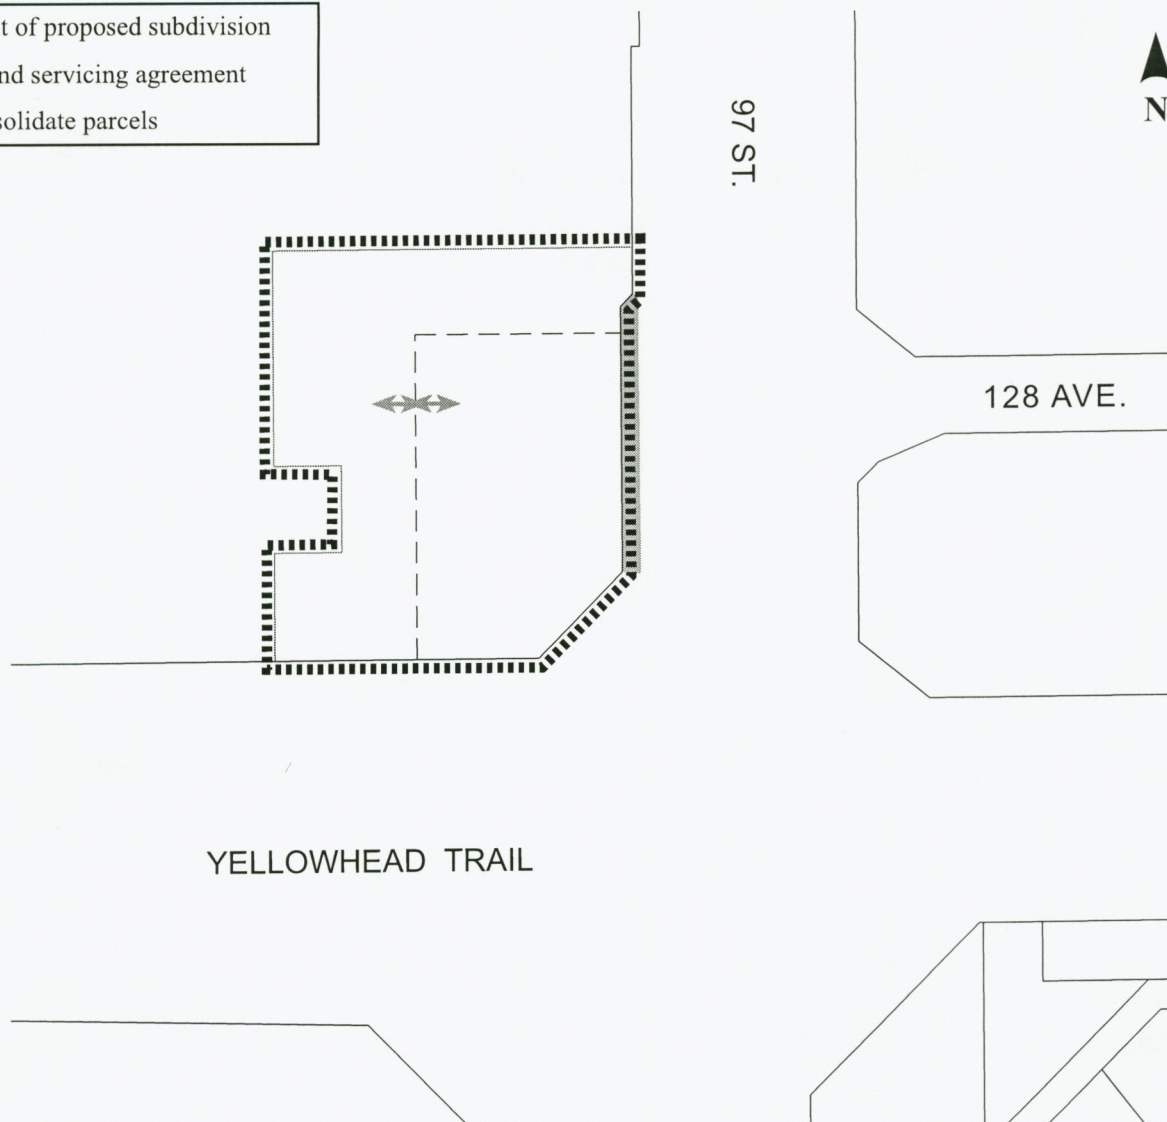 t of proposed subdivision
nd servicing agreement
solidate parcels
N
97 ST.
128 AVE.
YELLOWHEAD TRAIL